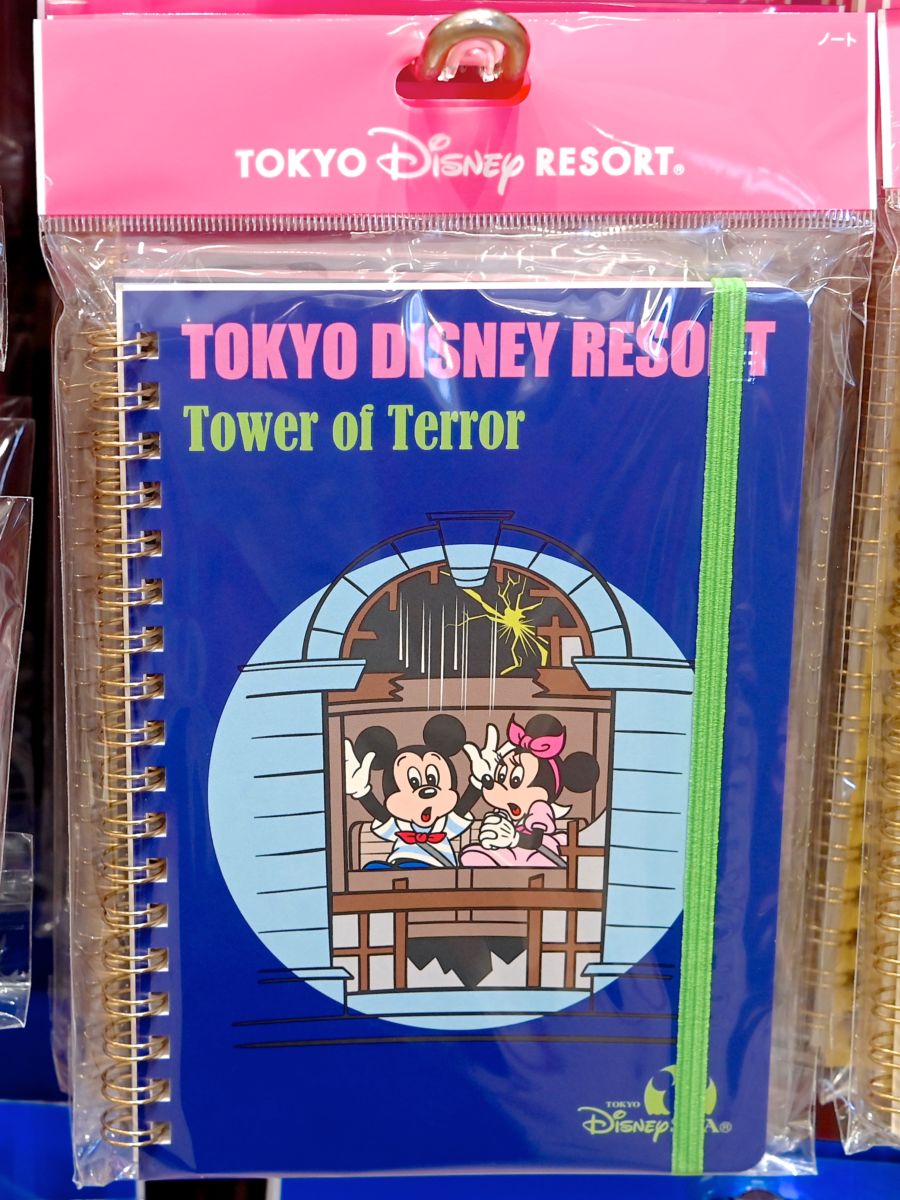 ノート
TOKYO Disney RESORT®
TOKYO DISNEY RESORT
Tower of Terror
TOKYO
DisneySEA®